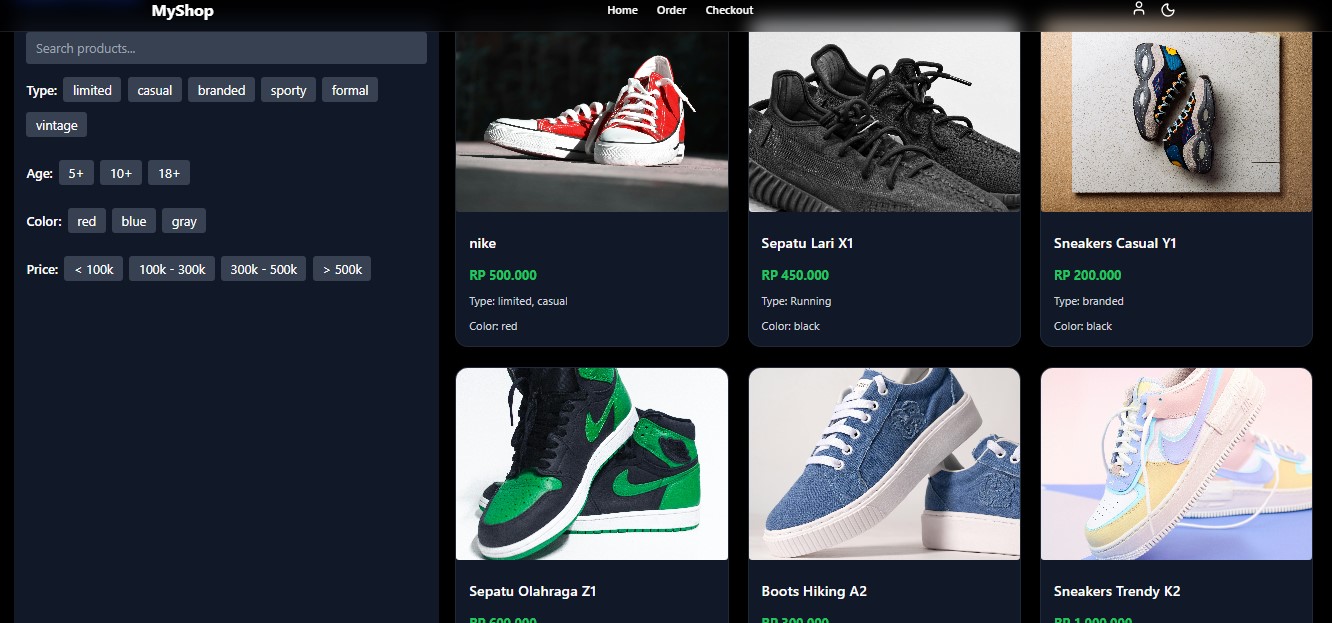 MyShop
Home Order Checkout
Search products...
Type: limited casual branded sporty formal
vintage
Age: 5+ 10+ 18+
Color: red blue gray
Price: < 100k 100k - 300k 300k - 500k > 500k
nike
RP 500.000
Type: limited, casual
Color: red
Sepatu Lari X1
RP 450.000
Type: Running
Color: black
Sneakers Casual Y1
RP 200.000
Type: branded
Color: black
Sepatu Olahraga Z1
RP 600.000
Boots Hiking A2
RP 300.000
Sneakers Trendy K2
RP 1.000.000